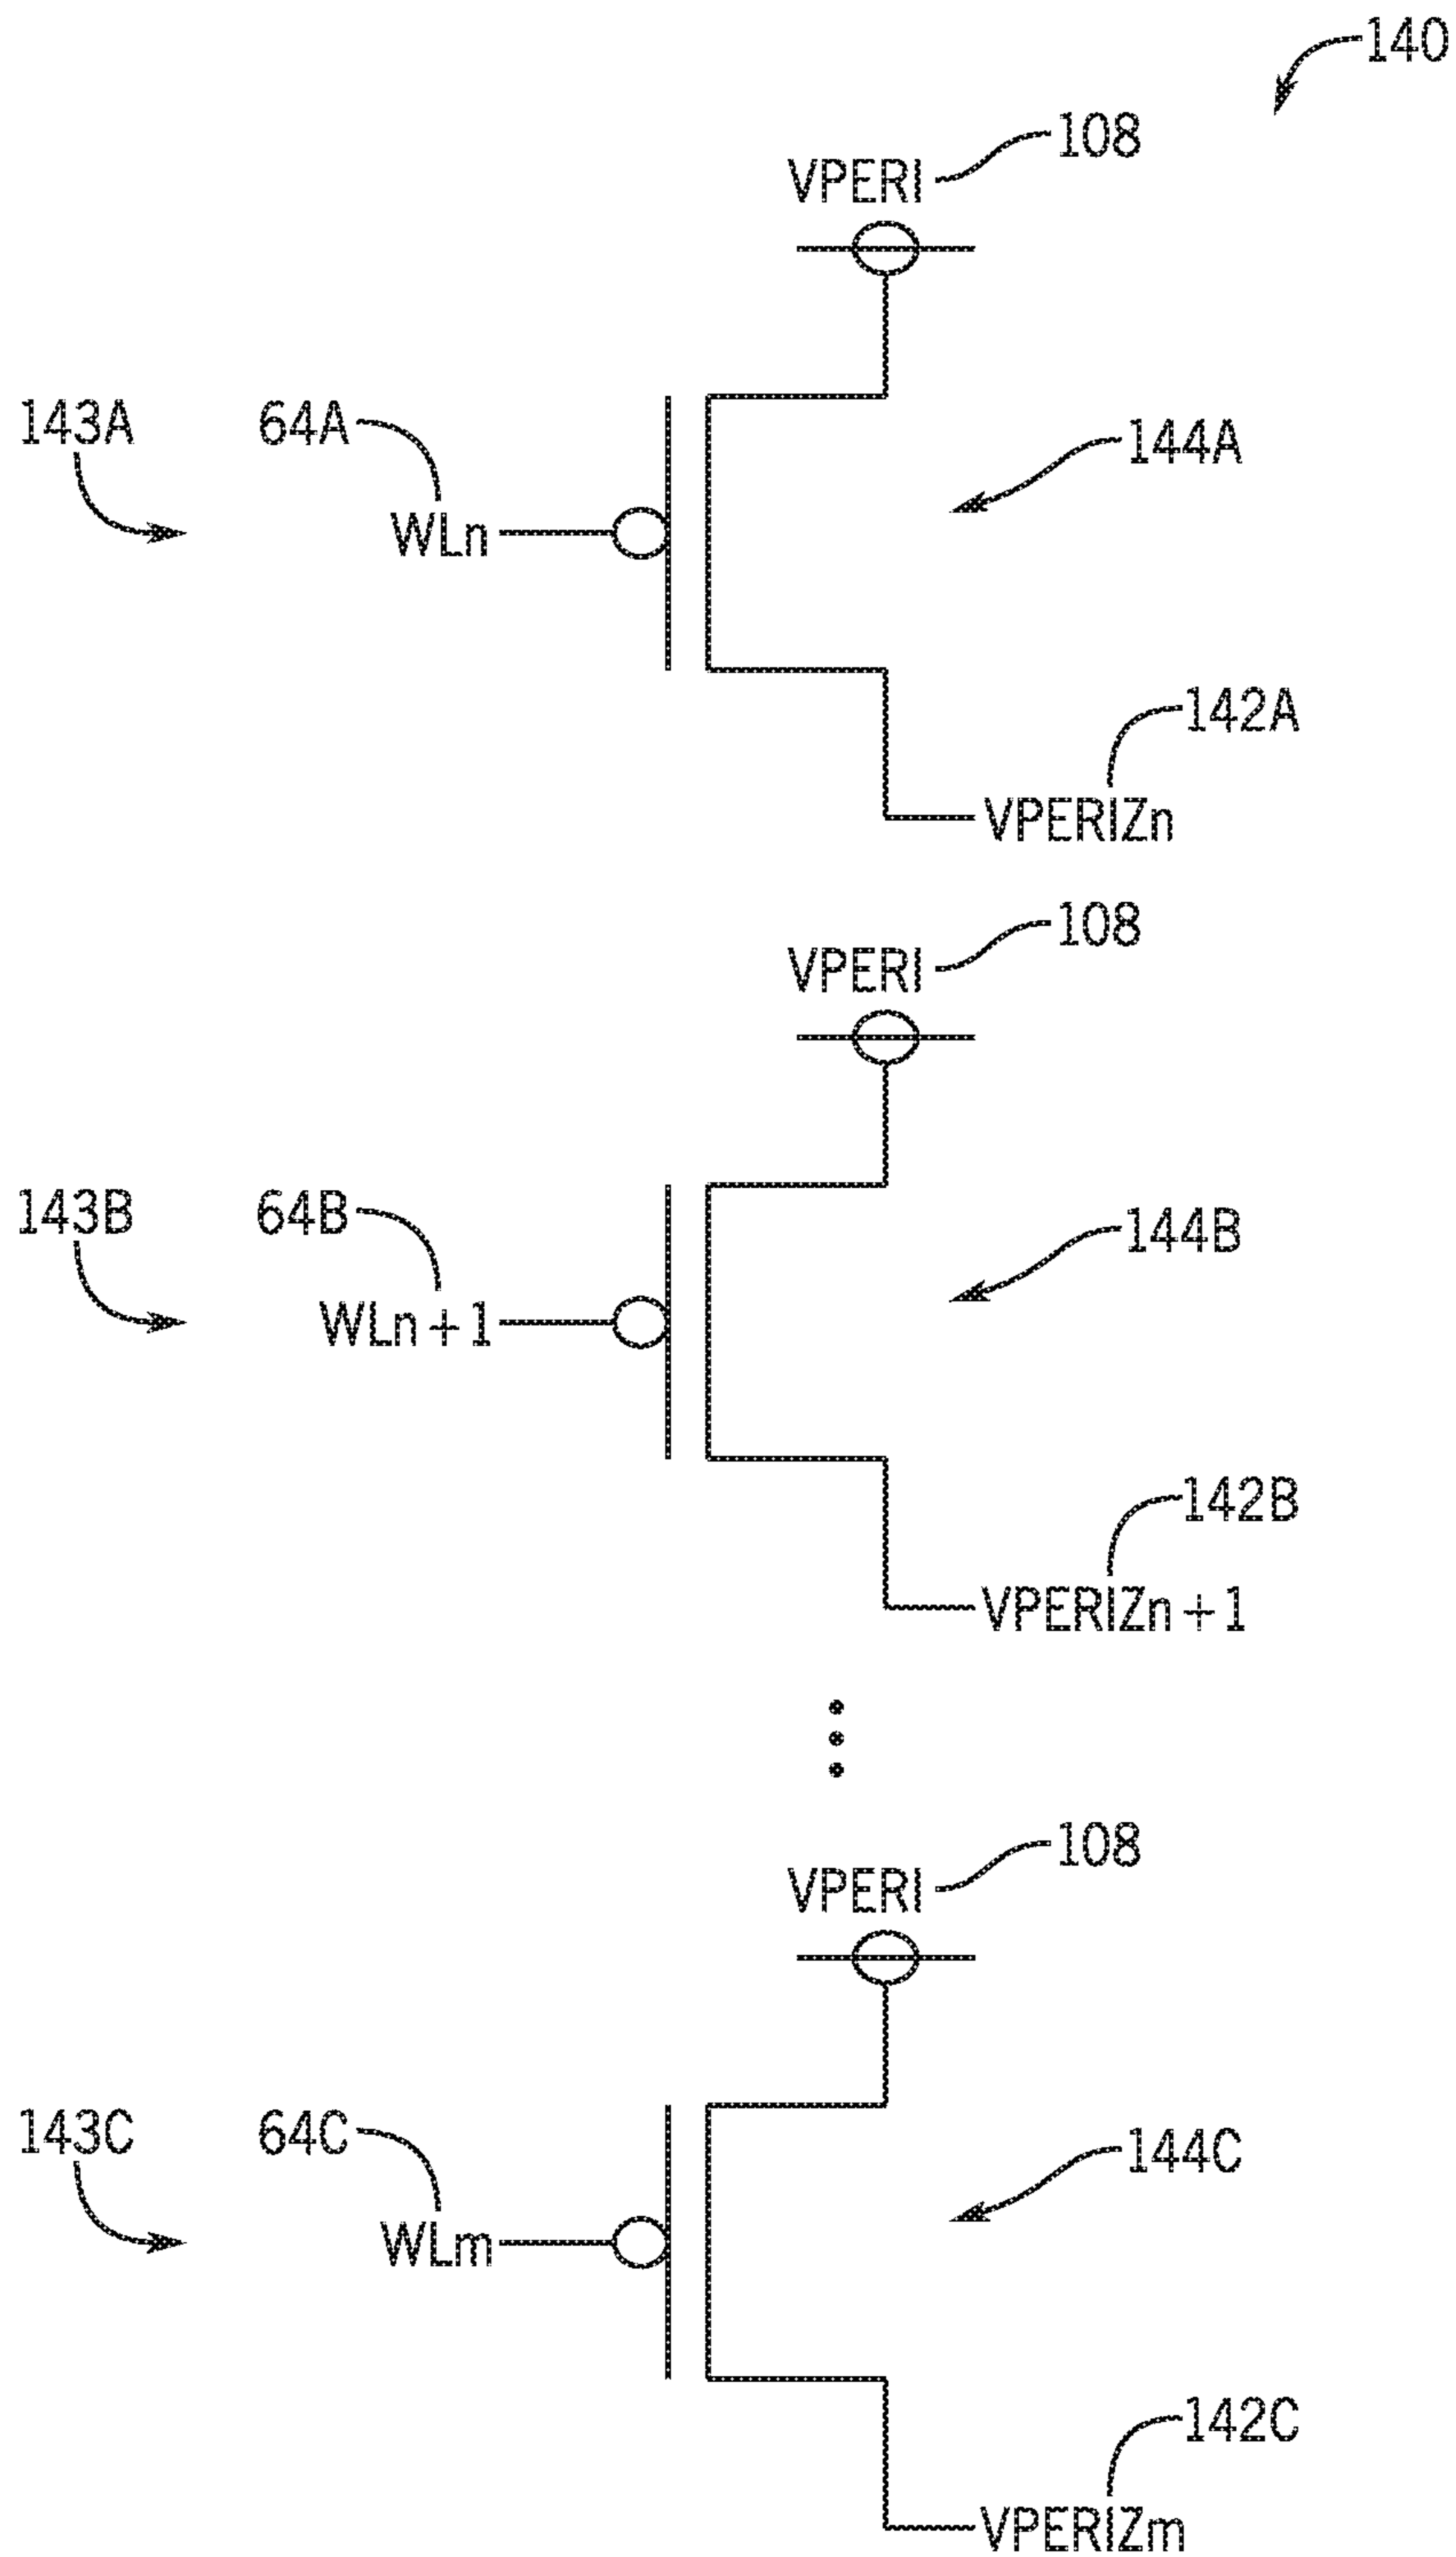 140
108
VPERI
143A
64A
144A
WLn
142A
VPERIZn
108
VPERI
143B
64B
144B
WLn+1
142B
VPERIZn+1
108
VPERI
143C
64C
144C
WLm
142C
VPERIZm